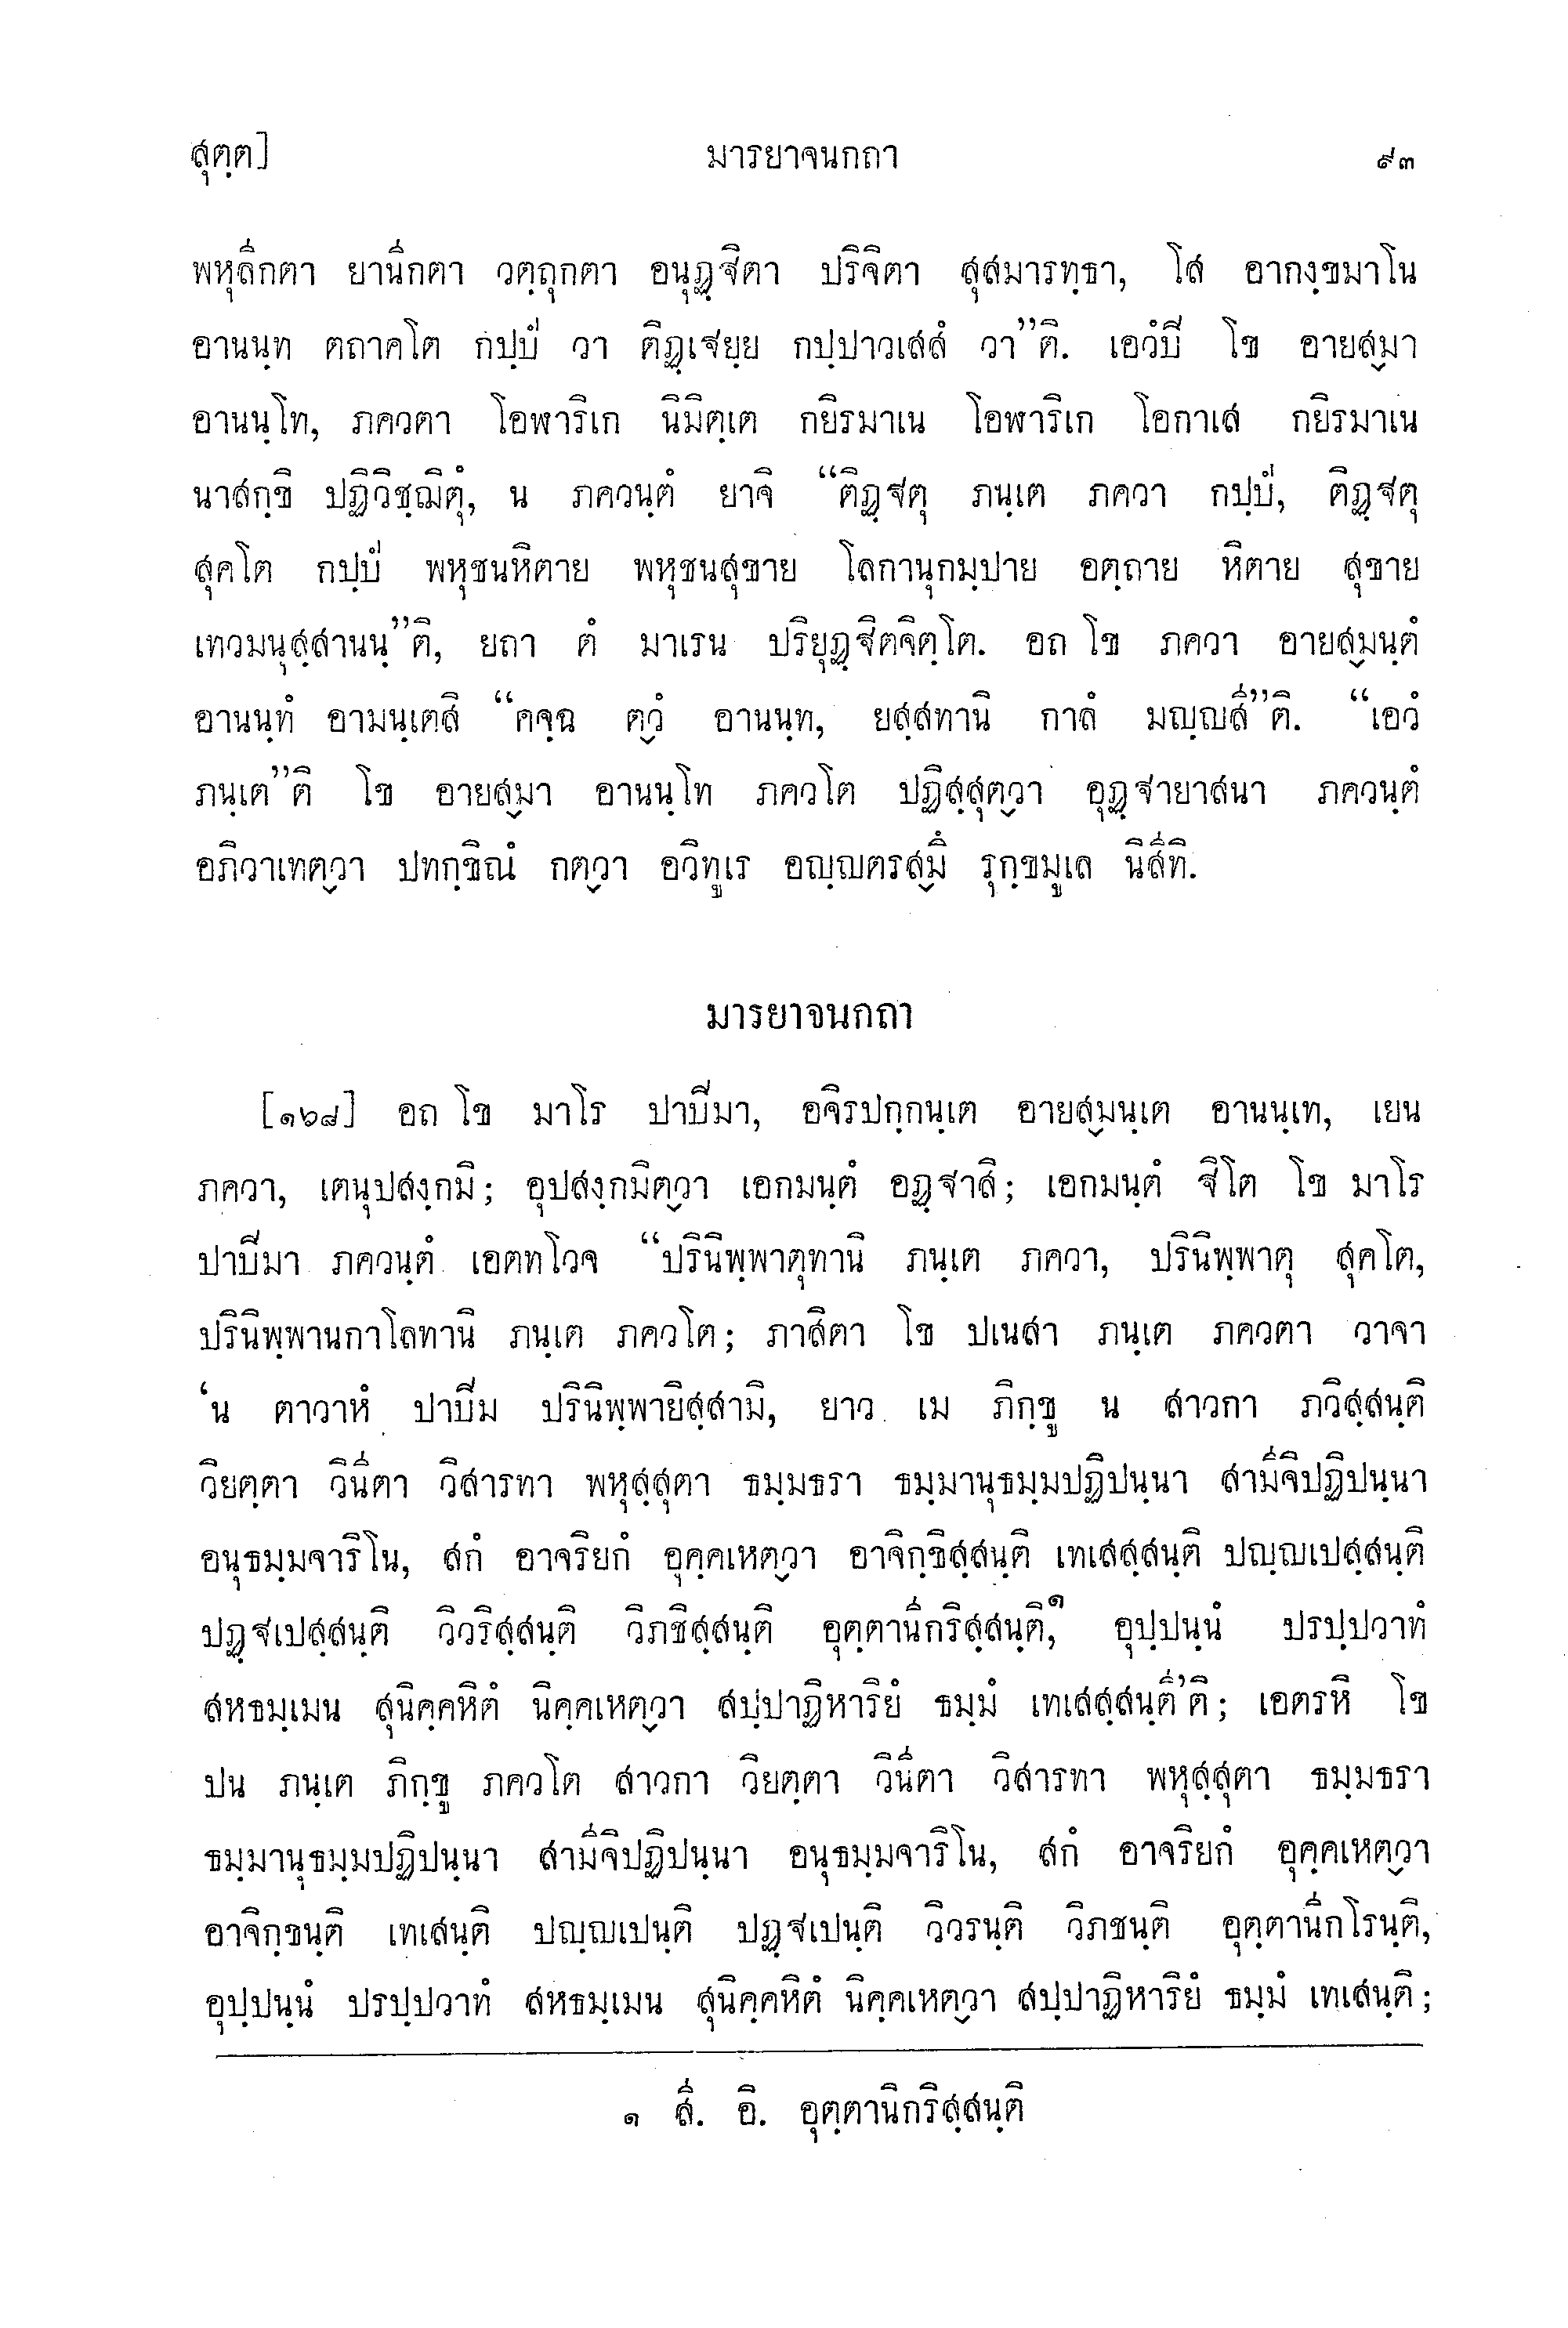 สุตฺต] มารยาจนกถา ๙๓
พหุลีกตา ยานีกตา วตฺถุกตา อนุฏฺฐิตา ปริจิตา สุสมารทฺธา, โส อากงฺขมาโน
อานนฺท ตถาคโต กปฺปํ วา ติฏฺเฐยฺย กปฺปาวเสสํ วา”ติ. เอวํปี โข อายสฺมา
อานนฺโท, ภควตา โอฬาริเก นิมิตฺเต กยิรมาเน โอฬาริเก โอกาเส กยิรมาเน
นาสกฺขิ ปฏิวิชฺฌิตุํ, น ภควนฺตํ ยาจิ “ติฏฺฐตุ ภนฺเต ภควา กปฺปํ, ติฏฺฐตุ
สุคโต กปฺปํ พหุชนหิตาย พหุชนสุขาย โลกานุกมฺปาย อตฺถาย หิตาย สุขาย
เทวมนุสฺสานนฺ”ติ, ยถา ตํ มาเรน ปริยุฏฺฐิตจิตฺโต. อถ โข ภควา อายสฺมนฺตํ
อานนฺทํ อามนฺเตสิ “คจฺฉ ตฺวํ อานนฺท, ยสฺสทานิ กาลํ มญฺญสี”ติ. “เอวํ
ภนฺเต”ติ โข อายสฺมา อานนฺโท ภควโต ปฏิสฺสุตฺวา อุฏฺฐายาสนา ภควนฺตํ
อภิวาเทตฺวา ปทกฺขิณํ กตฺวา อวิทูเร อญฺญตรสฺมึ รุกฺขมูเล นิสีทิ.
มารยาจนกถา
[๑๖๘] อถ โข มาโร ปาปิมา, อจิรปกฺกนฺเต อายสฺมนฺเต อานนฺเท, เยน
ภควา, เตนุปสงฺกมิ; อุปสงฺกมิตฺวา เอกมนฺตํ อฏฺฐาสิ; เอกมนฺตํ ฐิโต โข มาโร
ปาปิมา ภควนฺตํ เอตทโวจ “ปรินิพฺพาตุทานิ ภนฺเต ภควา, ปรินิพฺพาตุ สุคโต,
ปรินิพฺพานกาโลทานิ ภนฺเต ภควโต; ภาสิตา โข ปเนสา ภนฺเต ภควตา วาจา
‘น ตาวาหํ ปาปิม ปรินิพฺพายิสฺสามิ, ยาว เม ภิกฺขู น สาวกา ภวิสฺสนฺติ
วิยตฺตา วินีตา วิสารทา พหุสฺสุตา ธมฺมธรา ธมฺมานุธมฺมปฏิปนฺนา สามีจิปฏิปนฺนา
อนุธมฺมจาริโน, สกํ อาจริยกํ อุคฺคเหตฺวา อาจิกฺขิสฺสนฺติ เทเสสฺสนฺติ ปญฺญเปสฺสนฺติ
ปฏฺฐเปสฺสนฺติ วิวริสฺสนฺติ วิภชิสฺสนฺติ อุตฺตานีกริสฺสนฺติ,๑ อุปฺปนฺนํ ปรปฺปวาทํ
สหธมฺเมน สุนิคฺคหิตํ นิคฺคเหตฺวา สปฺปาฏิหาริยํ ธมฺมํ เทเสสฺสนฺตี’ติ; เอตรหิ โข
ปน ภนฺเต ภิกฺขู ภควโต สาวกา วิยตฺตา วินีตา วิสารทา พหุสฺสุตา ธมฺมธรา
ธมฺมานุธมฺมปฏิปนฺนา สามีจิปฏิปนฺนา อนุธมฺมจาริโน, สกํ อาจริยกํ อุคฺคเหตฺวา
อาจิกฺขนฺติ เทเสนฺติ ปญฺญเปนฺติ ปฏฺฐเปนฺติ วิวรนฺติ วิภชนฺติ อุตฺตานีกโรนฺติ,
อุปฺปนฺนํ ปรปฺปวาทํ สหธมฺเมน สุนิคฺคหิตํ นิคฺคเหตฺวา สปฺปาฏิหาริยํ ธมฺมํ เทเสนฺติ;
๑ สี. อิ. อุตฺตานิกริสฺสนฺติ